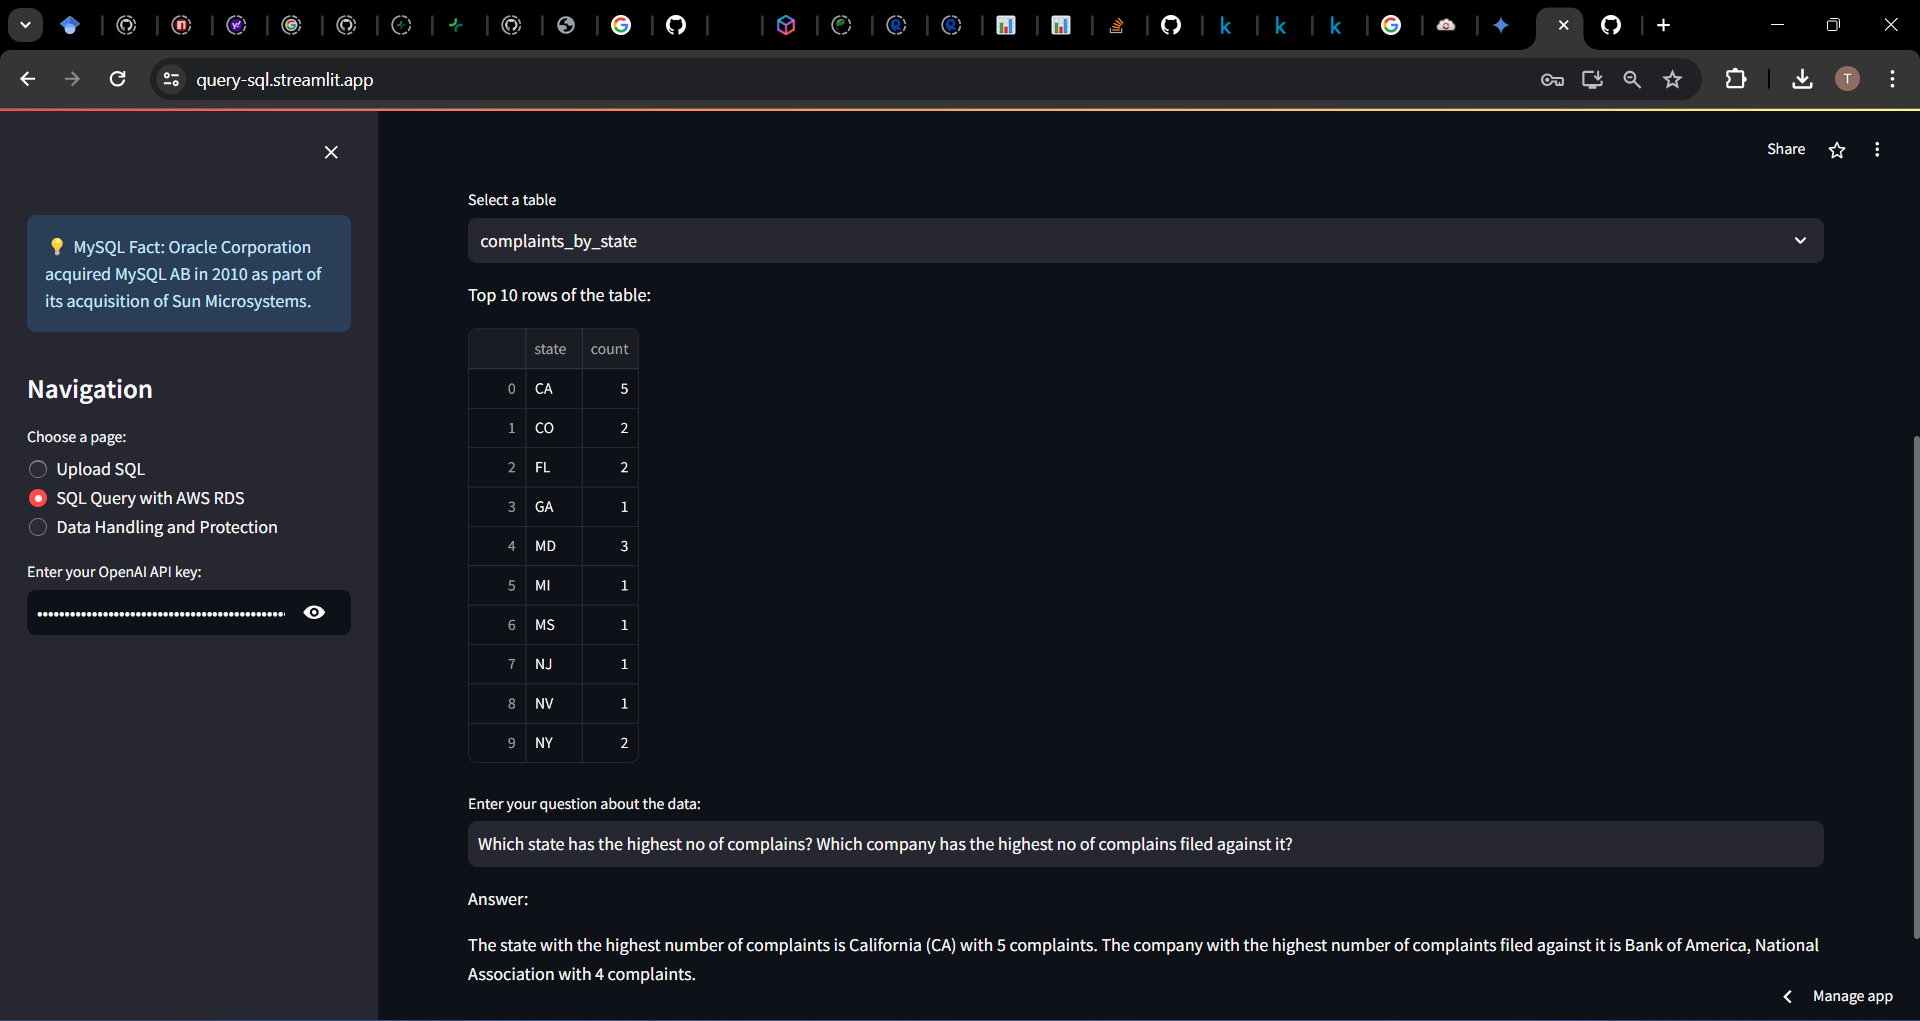 query-sql.streamlit.app
T
Share
💡 MySQL Fact: Oracle Corporation
acquired MySQL AB in 2010 as part of
its acquisition of Sun Microsystems.
Navigation
Choose a page:
Upload SQL
SQL Query with AWS RDS
Data Handling and Protection
Enter your OpenAI API key:
Select a table
complaints_by_state
Top 10 rows of the table:
state count
0 CA 5
1 CO 2
2 FL 2
3 GA 1
4 MD 3
5 MI 1
6 MS 1
7 NJ 1
8 NV 1
9 NY 2
Enter your question about the data:
Which state has the highest no of complains? Which company has the highest no of complains filed against it?
Answer:
The state with the highest number of complaints is California (CA) with 5 complaints. The company with the highest number of complaints filed against it is Bank of America, National
Association with 4 complaints.
Manage app